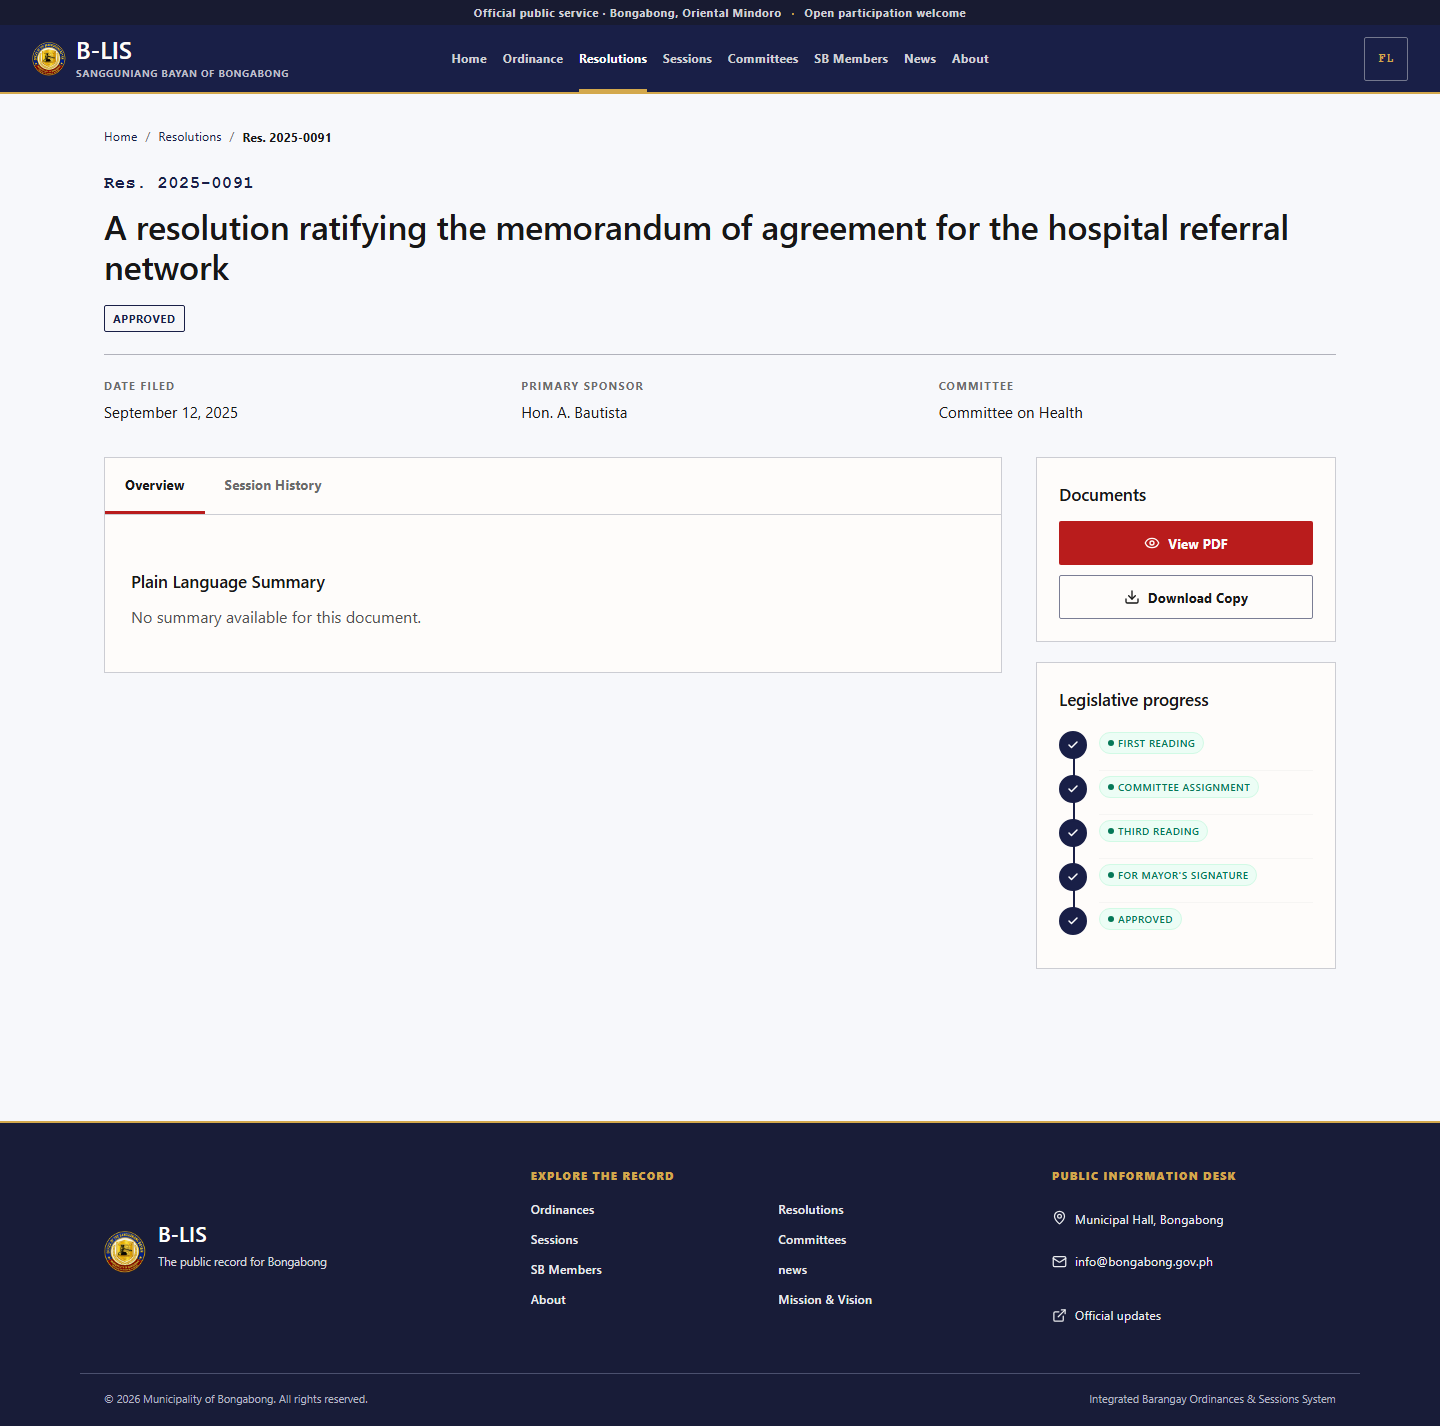 Official public service · Bongabong, Oriental Mindoro · Open participation welcome
B-LIS
SANGGUNIANG BAYAN OF BONGABONG
Home Ordinance Resolutions Sessions Committees SB Members News About
FL
Home / Resolutions / Res. 2025-0091
Res. 2025-0091
A resolution ratifying the memorandum of agreement for the hospital referral
network
APPROVED
DATE FILED
September 12, 2025
PRIMARY SPONSOR
Hon. A. Bautista
COMMITTEE
Committee on Health
Overview Session History
Plain Language Summary
No summary available for this document.
Documents
View PDF
Download Copy
Legislative progress
FIRST READING
COMMITTEE ASSIGNMENT
THIRD READING
FOR MAYOR'S SIGNATURE
APPROVED
B-LIS
The public record for Bongabong
EXPLORE THE RECORD
Ordinances
Resolutions
Sessions
Committees
SB Members
news
About
Mission & Vision
PUBLIC INFORMATION DESK
Municipal Hall, Bongabong
info@bongabong.gov.ph
Official updates
© 2026 Municipality of Bongabong. All rights reserved.
Integrated Barangay Ordinances & Sessions System